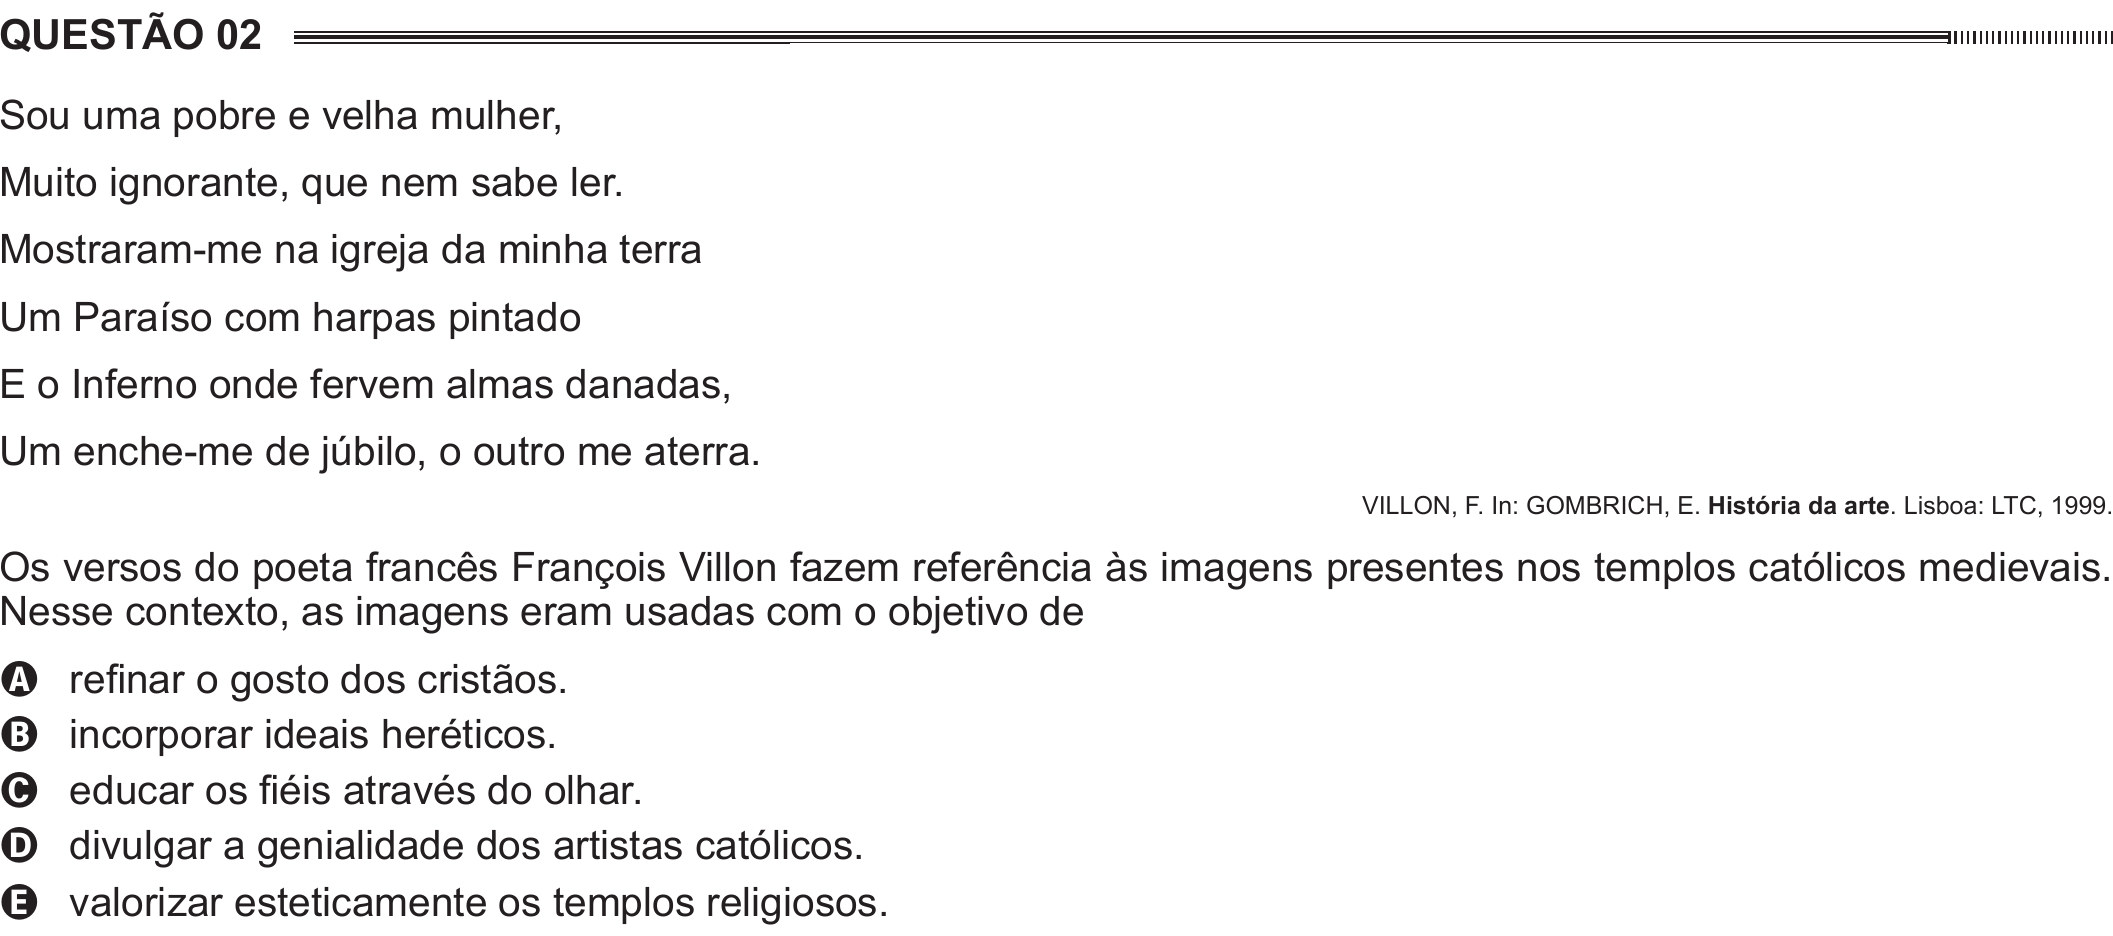 QUESTÃO 02
Sou uma pobre e velha mulher,
Muito ignorante, que nem sabe ler.
Mostraram-me na igreja da minha terra
Um Paraíso com harpas pintado
E o Inferno onde fervem almas danadas,
Um enche-me de júbilo, o outro me aterra.
VILLON, F. In: GOMBRICH, E. História da arte. Lisboa: LTC, 1999.
Os versos do poeta francês François Villon fazem referência às imagens presentes nos templos católicos medievais.
Nesse contexto, as imagens eram usadas com o objetivo de
A refinar o gosto dos cristãos.
B incorporar ideais heréticos.
C educar os fiéis através do olhar.
D divulgar a genialidade dos artistas católicos.
E valorizar esteticamente os templos religiosos.